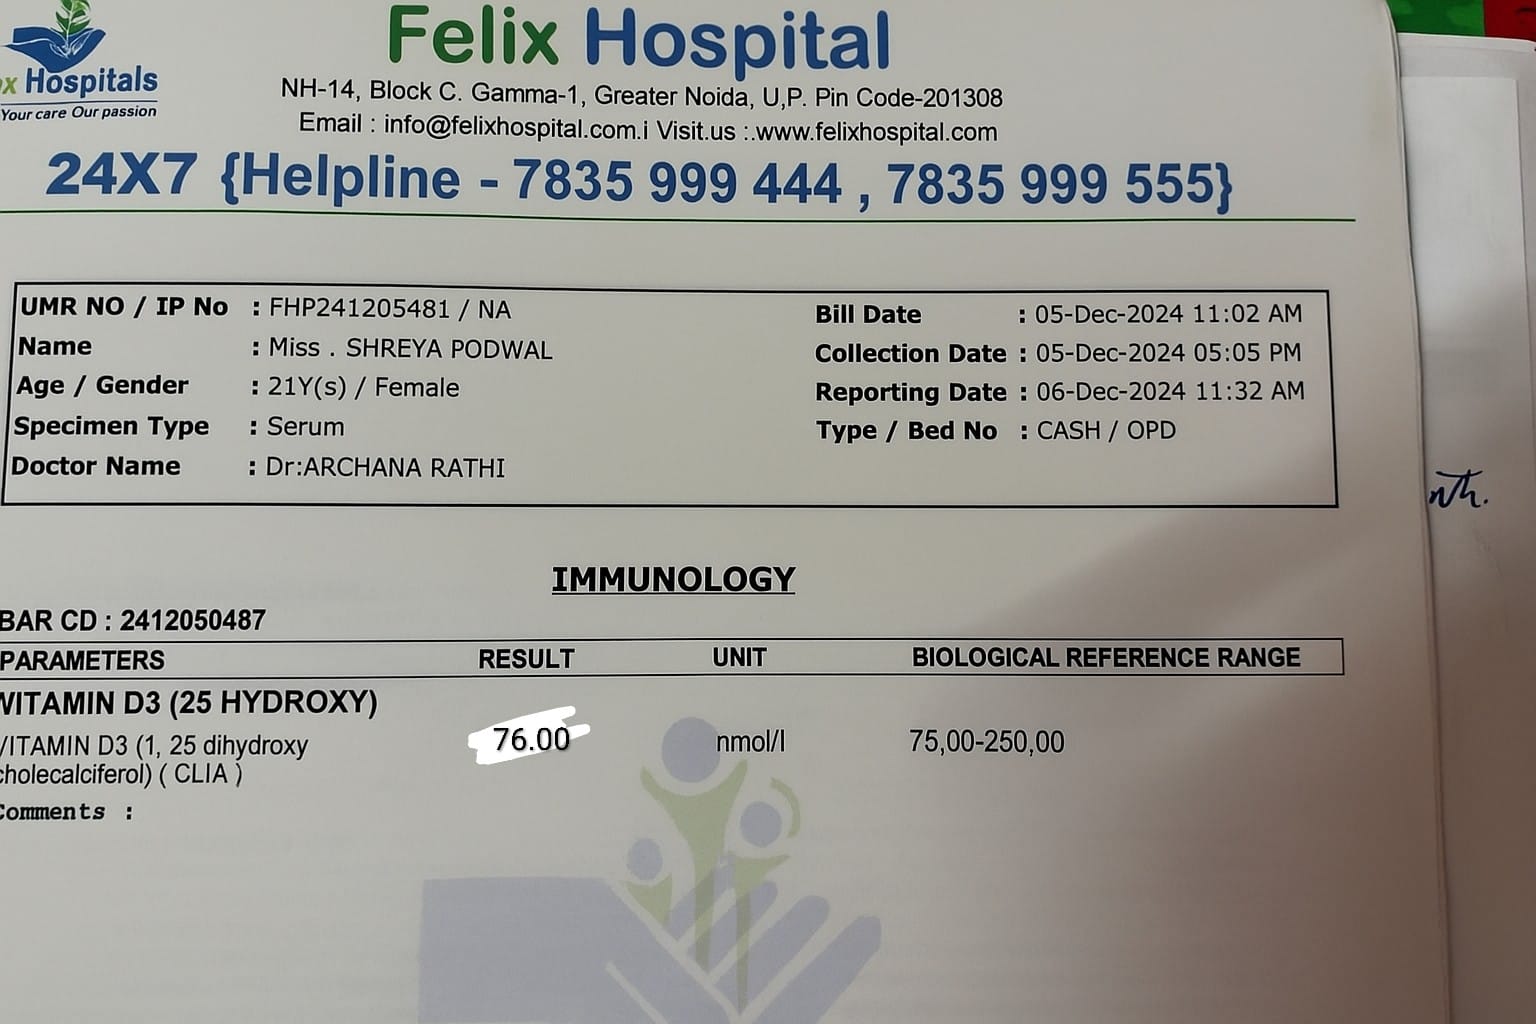 Felix Hospital
x Hospitals
Your care Our passion
NH-14, Block C. Gamma-1, Greater Noida, U,P. Pin Code-201308
Email : info@felixhospital.com.i Visit.us :.www.felixhospital.com
24X7 {Helpline - 7835 999 444 , 7835 999 555}
UMR NO / IP No : FHP241205481 / NA
Name : Miss . SHREYA PODWAL
Age / Gender : 21Y(s) / Female
Specimen Type : Serum
Doctor Name : Dr:ARCHANA RATHI
Bill Date : 05-Dec-2024 11:02 AM
Collection Date : 05-Dec-2024 05:05 PM
Reporting Date : 06-Dec-2024 11:32 AM
Type / Bed No : CASH / OPD
IMMUNOLOGY
BAR CD : 2412050487
PARAMETERS RESULT UNIT BIOLOGICAL REFERENCE RANGE
VITAMIN D3 (25 HYDROXY)
VITAMIN D3 (1, 25 dihydroxy 76.00 nmol/l 75,00-250,00
cholecalciferol) ( CLIA )
Comments :